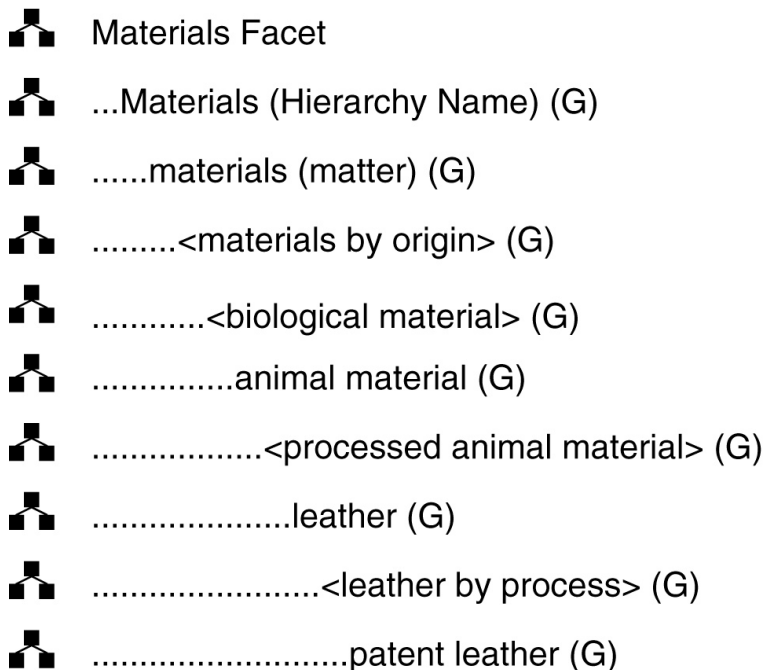 Materials Facet
...Materials (Hierarchy Name) (G)
......materials (matter) (G)
.........<materials by origin> (G)
............<biological material> (G)
...............animal material (G)
..................<processed animal material> (G)
.....................leather (G)
........................<leather by process> (G)
...........................patent leather (G)